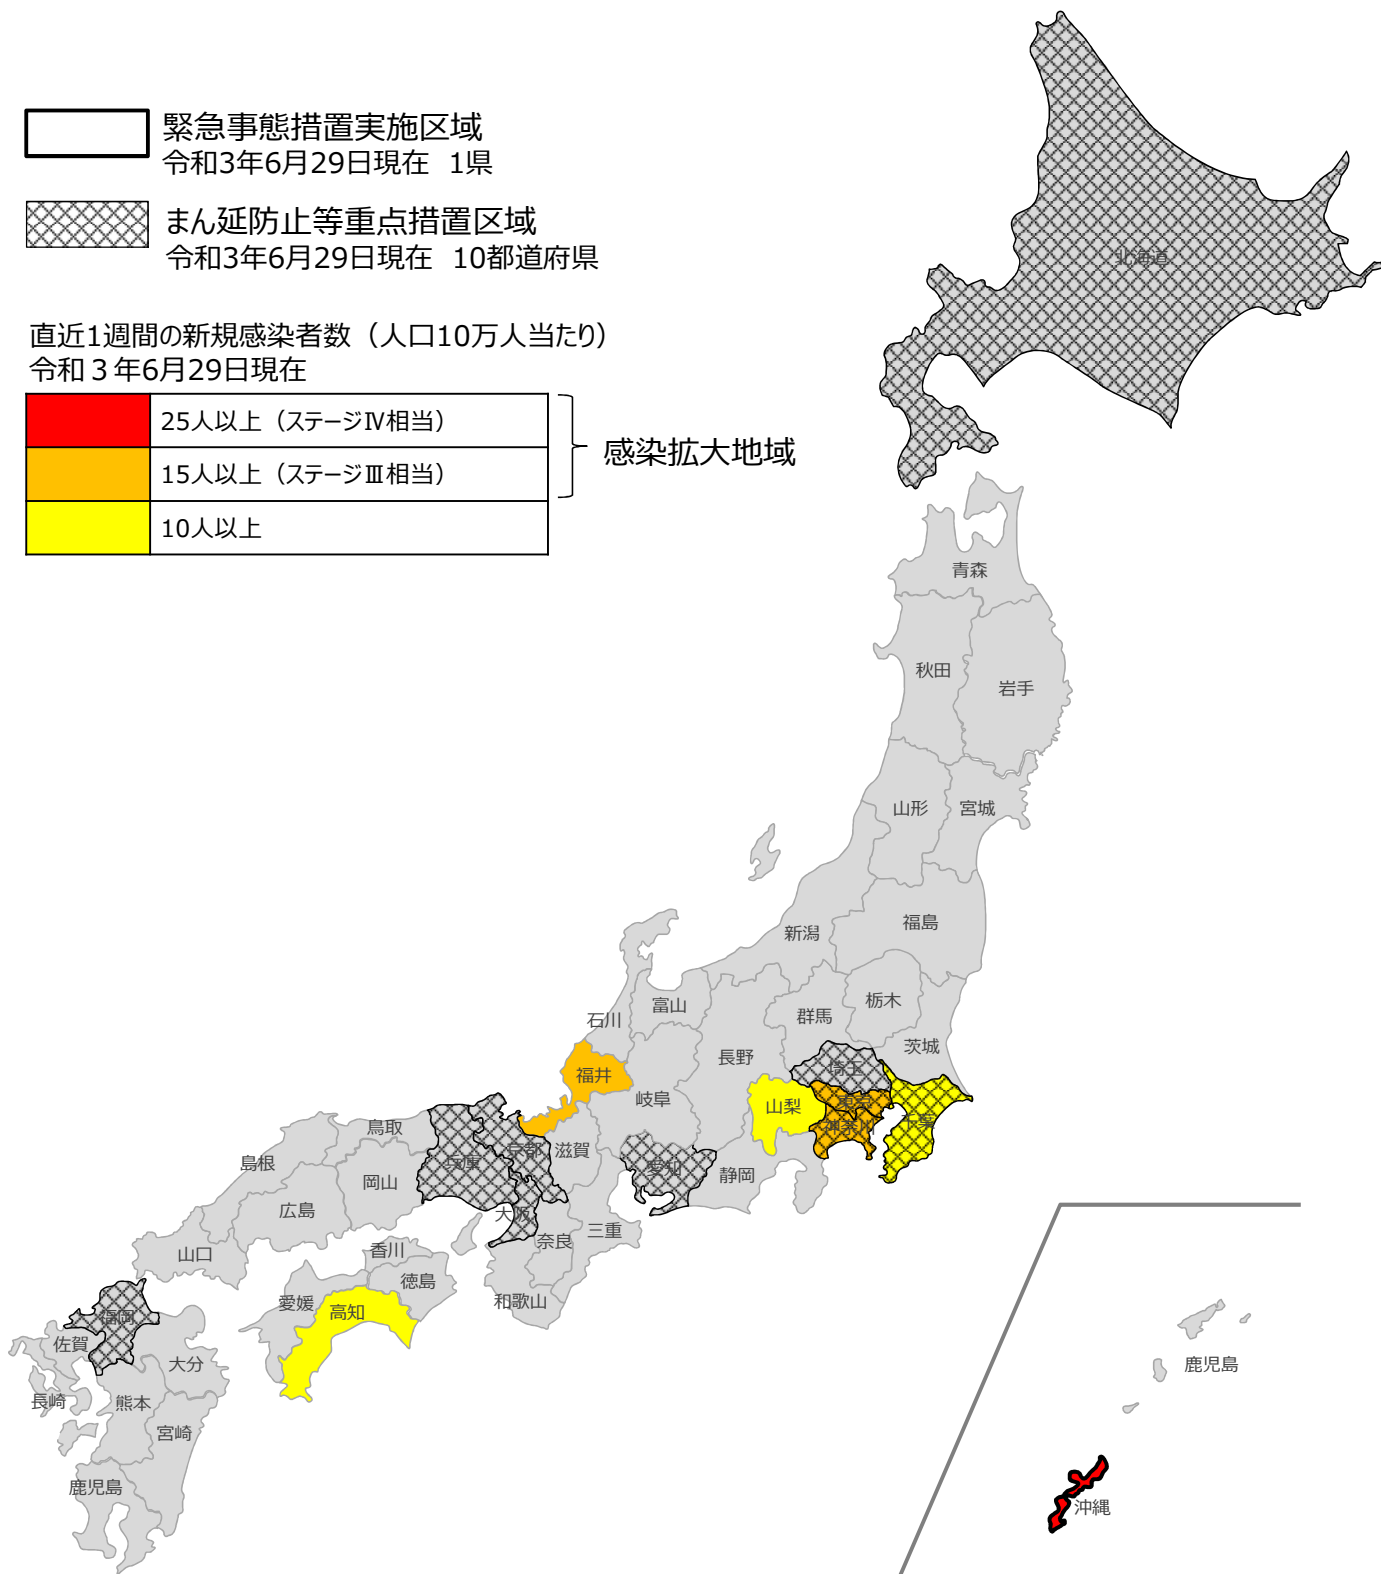 緊急事態措置実施区域
令和3年6月29日現在 1県
まん延防止等重点措置区域
令和3年6月29日現在 10都道府県
直近1週間の新規感染者数（人口10万人当たり）
令和３年6月29日現在
25人以上（ステージⅣ相当）
15人以上（ステージⅢ相当）
10人以上
感染拡大地域
北海道
青森
秋田
岩手
山形
宮城
福島
新潟
栃木
群馬
茨城
富山
石川
長野
埼玉
福井
岐阜
山梨
東京
神奈川
千葉
鳥取
兵庫
京都
滋賀
愛知
静岡
島根
岡山
広島
大阪
奈良
三重
山口
香川
徳島
和歌山
愛媛
高知
福岡
佐賀
大分
長崎
熊本
宮崎
鹿児島
鹿児島
沖縄